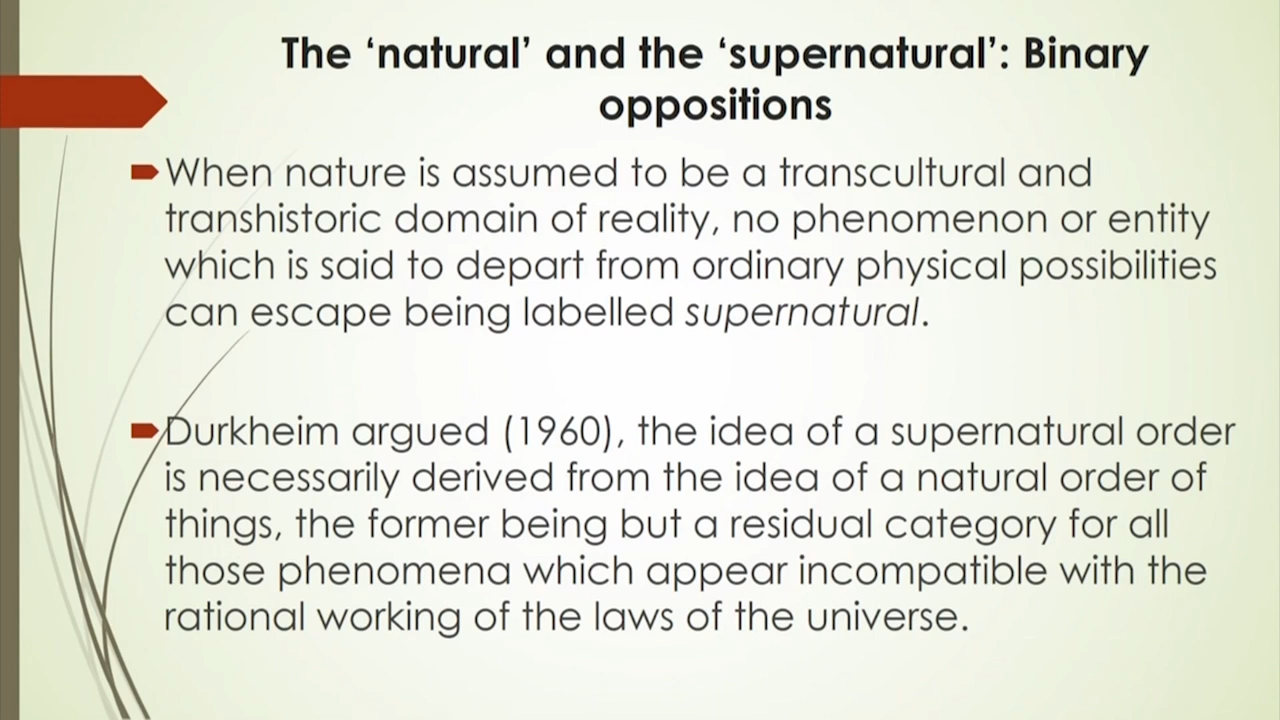 The ‘natural’ and the ‘supernatural’: Binary
oppositions
When nature is assumed to be a transcultural and
transhistoric domain of reality, no phenomenon or entity
which is said to depart from ordinary physical possibilities
can escape being labelled supernatural.
Durkheim argued (1960), the idea of a supernatural order
is necessarily derived from the idea of a natural order of
things, the former being but a residual category for all
those phenomena which appear incompatible with the
rational working of the laws of the universe.